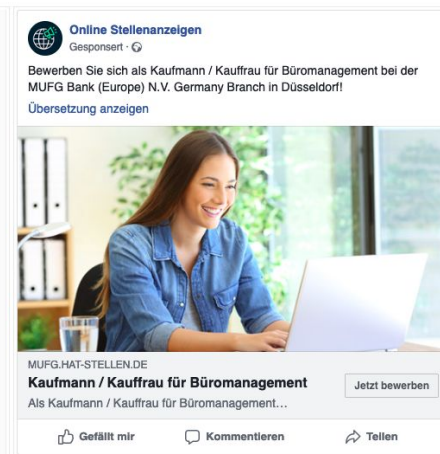 Online Stellenanzeigen
Gesponsert ·
Bewerben Sie sich als Kaufmann / Kauffrau für Büromanagement bei der
MUFG Bank (Europe) N.V. Germany Branch in Düsseldorf!
Übersetzung anzeigen
MUFG.HAT-STELLEN.DE
Kaufmann / Kauffrau für Büromanagement
Als Kaufmann / Kauffrau für Büromanagement…
Jetzt bewerben
Gefällt mir
Kommentieren
Teilen